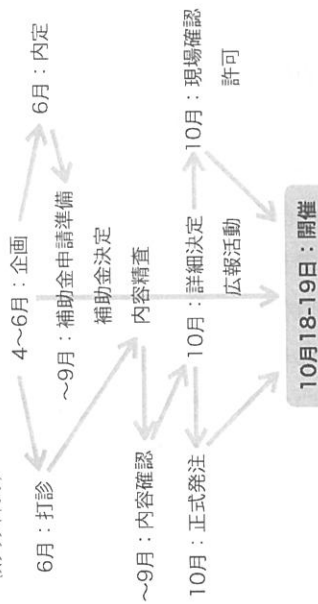 4〜6月：企画
6月：打診
6月：内定
〜9月：補助金申請準備
補助金決定
内容精査
〜9月：内容確認
10月：詳細決定
広報活動
10月：正式発注
10月：現場確認
許可
10月18-19日：開催